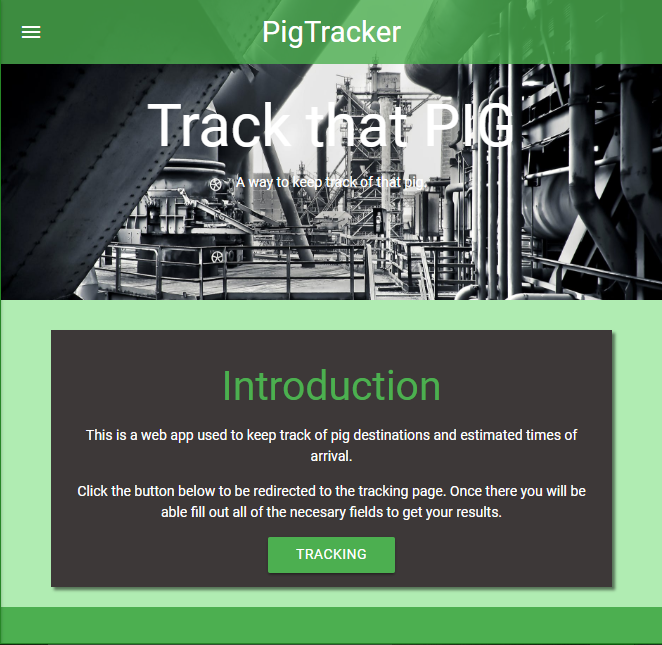 PigTracker
Track that PIG
A way to keep track of that pig.
Introduction
This is a web app used to keep track of pig destinations and estimated times of
arrival.
Click the button below to be redirected to the tracking page. Once there you will be
able fill out all of the necesary fields to get your results.
TRACKING